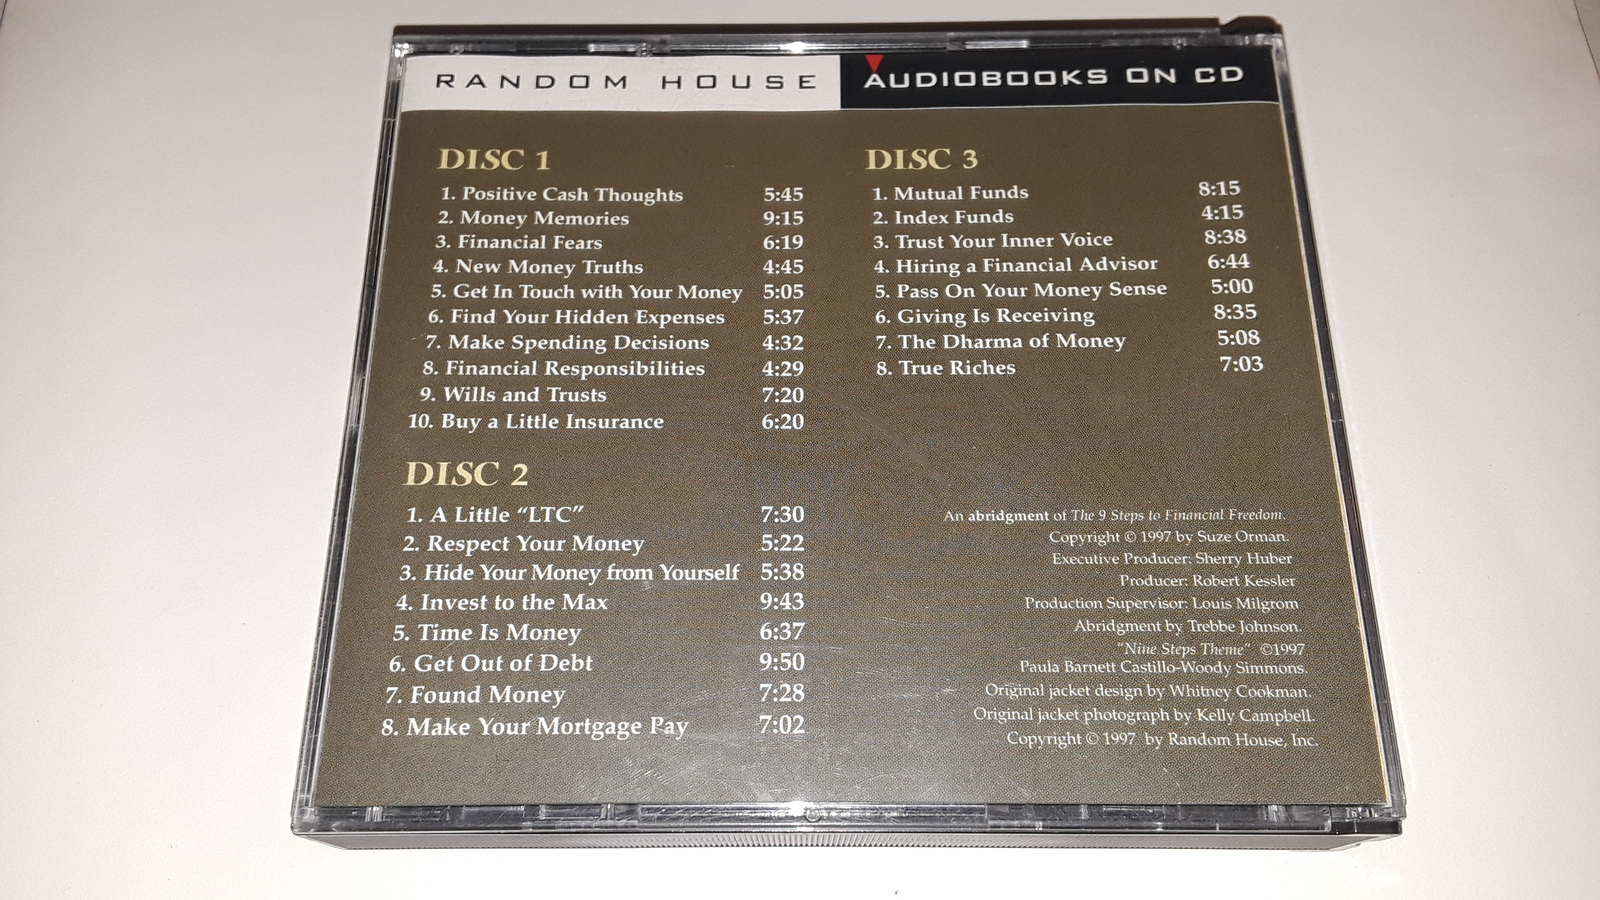 RANDOM HOUSE AUDIOBOOKS ON CD
DISC 1
1. Positive Cash Thoughts 5:45
2. Money Memories 9:15
3. Financial Fears 6:19
4. New Money Truths 4:45
5. Get In Touch with Your Money 5:05
6. Find Your Hidden Expenses 5:37
7. Make Spending Decisions 4:32
8. Financial Responsibilities 4:29
9. Wills and Trusts 7:20
10. Buy a Little Insurance 6:20
DISC 2
1. A Little “LTC” 7:30
2. Respect Your Money 5:22
3. Hide Your Money from Yourself 5:38
4. Invest to the Max 9:43
5. Time Is Money 6:37
6. Get Out of Debt 9:50
7. Found Money 7:28
8. Make Your Mortgage Pay 7:02
DISC 3
1. Mutual Funds 8:15
2. Index Funds 4:15
3. Trust Your Inner Voice 8:38
4. Hiring a Financial Advisor 6:44
5. Pass On Your Money Sense 5:00
6. Giving Is Receiving 8:35
7. The Dharma of Money 5:08
8. True Riches 7:03
An abridgment of The 9 Steps to Financial Freedom.
Copyright © 1997 by Suze Orman.
Executive Producer: Sherry Huber
Producer: Robert Kessler
Production Supervisor: Louis Milgrom
Abridgment by Trebbe Johnson.
"Nine Steps Theme" ©1997
Paula Barnett Castillo-Woody Simmons.
Original jacket design by Whitney Cookman.
Original jacket photograph by Kelly Campbell.
Copyright © 1997 by Random House, Inc.